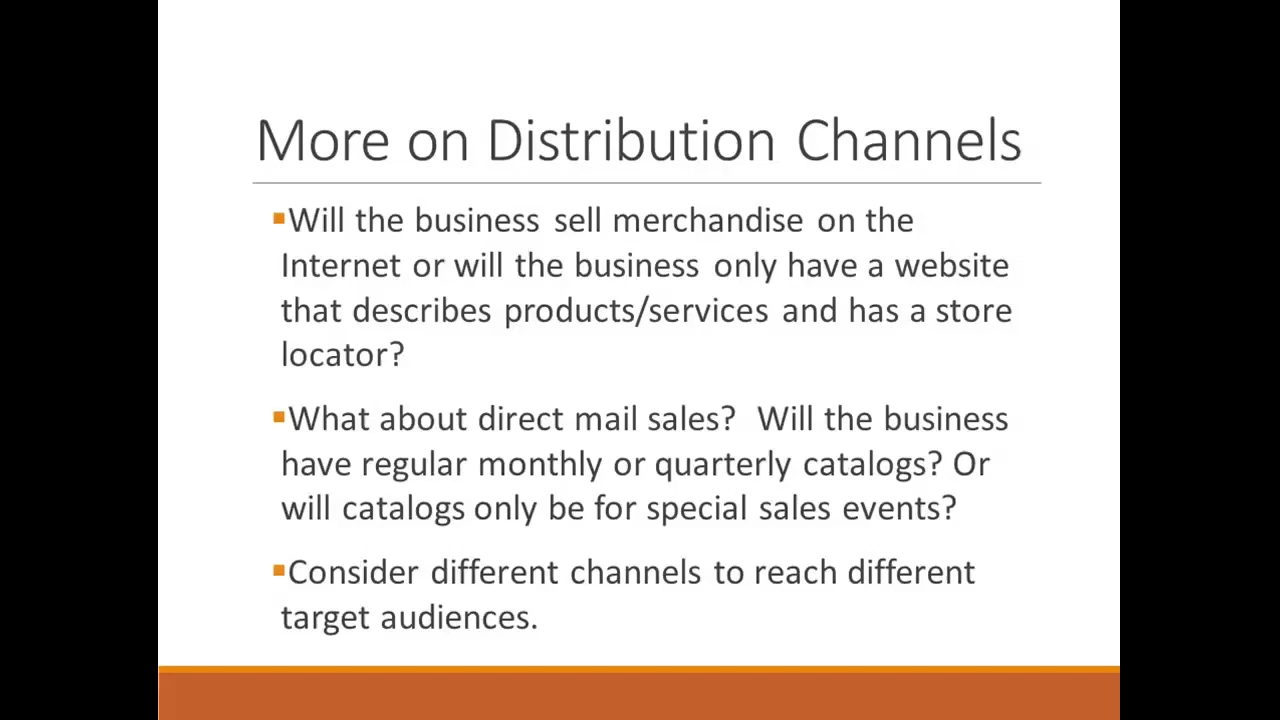 More on Distribution Channels
▪Will the business sell merchandise on the
Internet or will the business only have a website
that describes products/services and has a store
locator?
▪What about direct mail sales?  Will the business
have regular monthly or quarterly catalogs? Or
will catalogs only be for special sales events?
▪Consider different channels to reach different
target audiences.